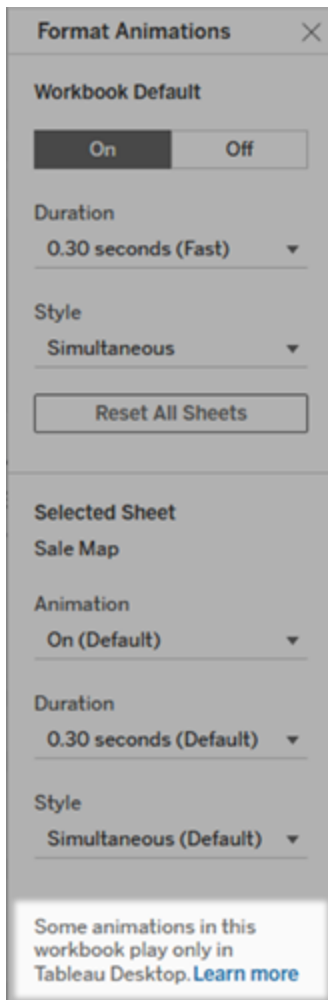 Format Animations
Workbook Default
On Off
Duration
0.30 seconds (Fast)
Style
Simultaneous
Reset All Sheets
Selected Sheet
Sale Map
Animation
On (Default)
Duration
0.30 seconds (Default)
Style
Simultaneous (Default)
Some animations in this
workbook play only in
Tableau Desktop. Learn more